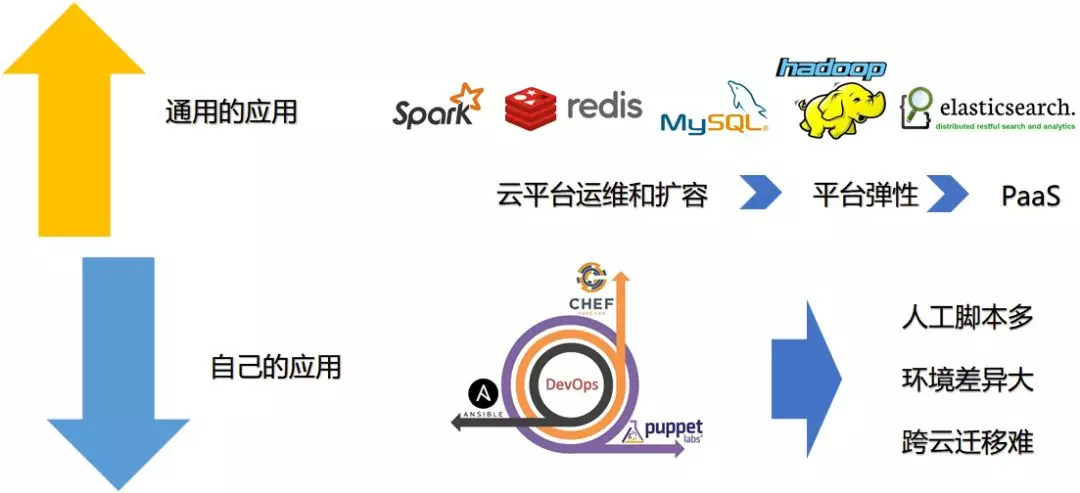 通用的应用
Spark
redis
MySQL
hadoop
elasticsearch.
distributed restful search and analytics
云平台运维和扩容
平台弹性
PaaS
CHEF
自己的应用
DevOps
ANSIBLE
puppet
labs
人工脚本多
环境差异大
跨云迁移难